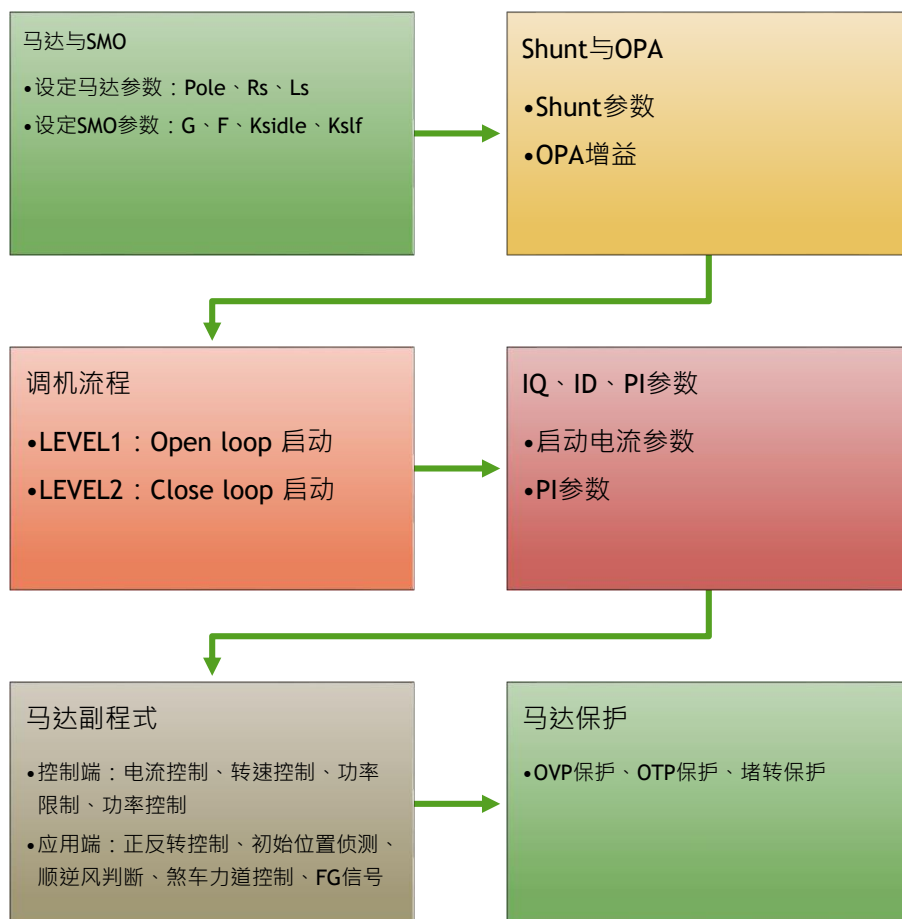 马达与SMO
•设定马达参数：Pole、Rs、Ls
•设定SMO参数：G、F、Ksidle、Kslf
Shunt与OPA
•Shunt参数
•OPA增益
调机流程
•LEVEL1：Open loop 启动
•LEVEL2：Close loop 启动
IQ、ID、PI参数
•启动电流参数
•PI参数
马达副程式
•控制端：电流控制、转速控制、功率
限制、功率控制
•应用端：正反转控制、初始位置侦测、
顺逆风判断、煞车力道控制、FG信号
马达保护
•OVP保护、OTP保护、堵转保护